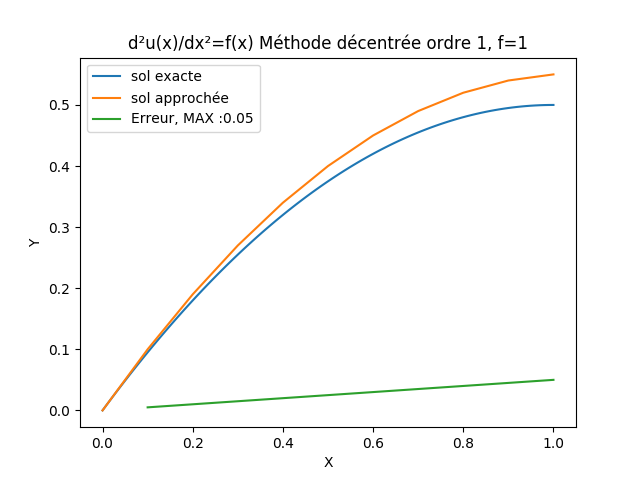 d²u(x)/dx²=f(x) Méthode décentrée ordre 1, f=1
sol exacte
sol approchée
Erreur, MAX :0.05
0.5
0.4
0.3
0.2
0.1
0.0
Y
0.0 0.2 0.4 0.6 0.8 1.0
X